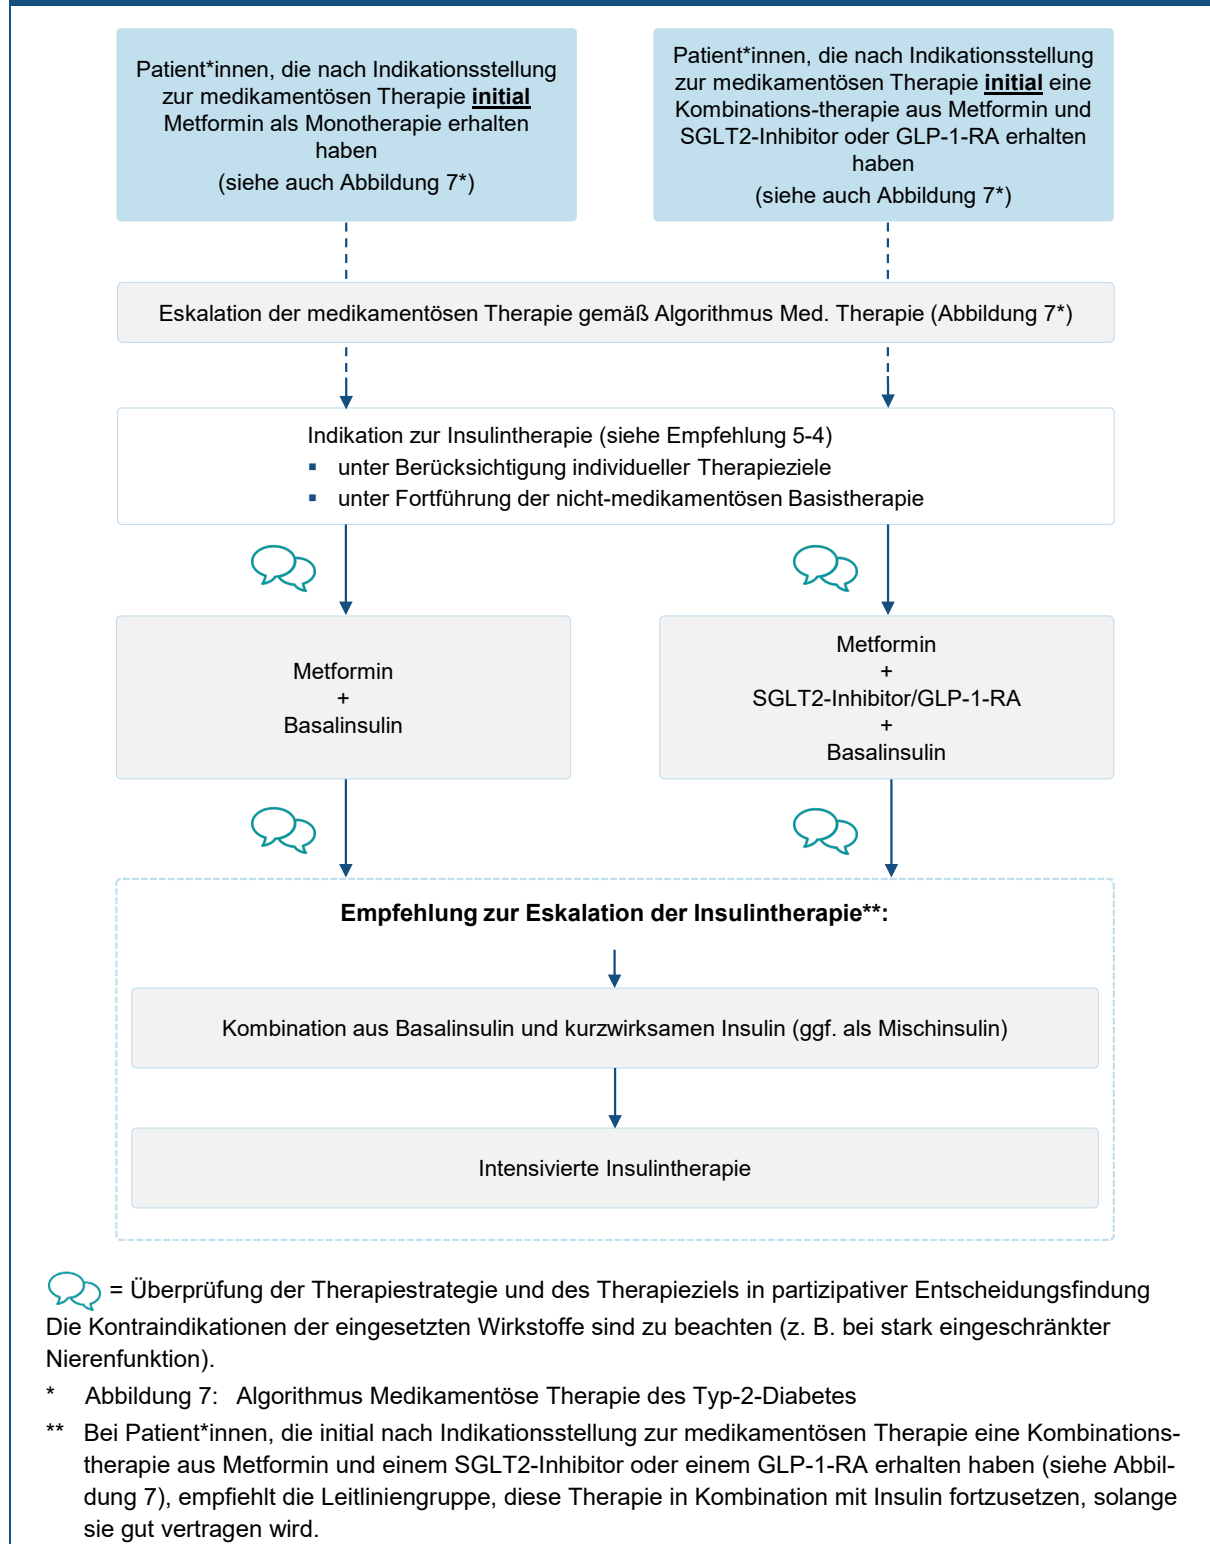 Patient*innen, die nach Indikationsstellung
zur medikamentösen Therapie initial
Metformin als Monotherapie erhalten
haben
(siehe auch Abbildung 7*)
Patient*innen, die nach Indikationsstellung
zur medikamentösen Therapie initial eine
Kombinations-therapie aus Metformin und
SGLT2-Inhibitor oder GLP-1-RA erhalten
haben
(siehe auch Abbildung 7*)
Eskalation der medikamentösen Therapie gemäß Algorithmus Med. Therapie (Abbildung 7*)
Indikation zur Insulintherapie (siehe Empfehlung 5-4)
▪ unter Berücksichtigung individueller Therapieziele
▪ unter Fortführung der nicht-medikamentösen Basistherapie
Metformin
+
Basalinsulin
Metformin
+
SGLT2-Inhibitor/GLP-1-RA
+
Basalinsulin
Empfehlung zur Eskalation der Insulintherapie**:
Kombination aus Basalinsulin und kurzwirksamen Insulin (ggf. als Mischinsulin)
Intensivierte Insulintherapie
= Überprüfung der Therapiestrategie und des Therapieziels in partizipativer Entscheidungsfindung
Die Kontraindikationen der eingesetzten Wirkstoffe sind zu beachten (z. B. bei stark eingeschränkter
Nierenfunktion).
* Abbildung 7: Algorithmus Medikamentöse Therapie des Typ-2-Diabetes
** Bei Patient*innen, die initial nach Indikationsstellung zur medikamentösen Therapie eine Kombinations-
therapie aus Metformin und einem SGLT2-Inhibitor oder einem GLP-1-RA erhalten haben (siehe Abbil-
dung 7), empfiehlt die Leitliniengruppe, diese Therapie in Kombination mit Insulin fortzusetzen, solange
sie gut vertragen wird.